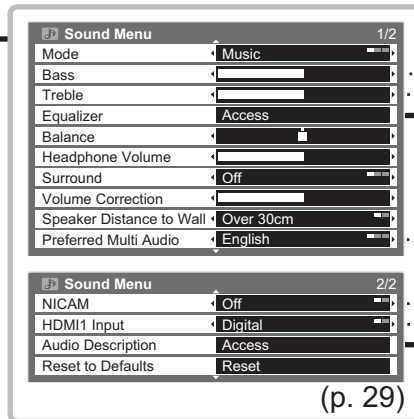 Sound Menu 1/2
Mode Music
Bass
Treble
Equalizer Access
Balance
Headphone Volume
Surround Off
Volume Correction
Speaker Distance to Wall Over 30cm
Preferred Multi Audio English
Sound Menu 2/2
NICAM Off
HDMI1 Input Digital
Audio Description Access
Reset to Defaults Reset
(p. 29)